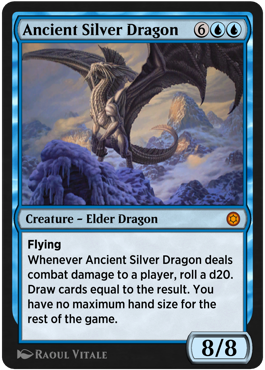 Ancient Silver Dragon 6
Creature – Elder Dragon
Flying
Whenever Ancient Silver Dragon deals
combat damage to a player, roll a d20.
Draw cards equal to the result. You
have no maximum hand size for the
rest of the game.
Raoul Vitale
8/8